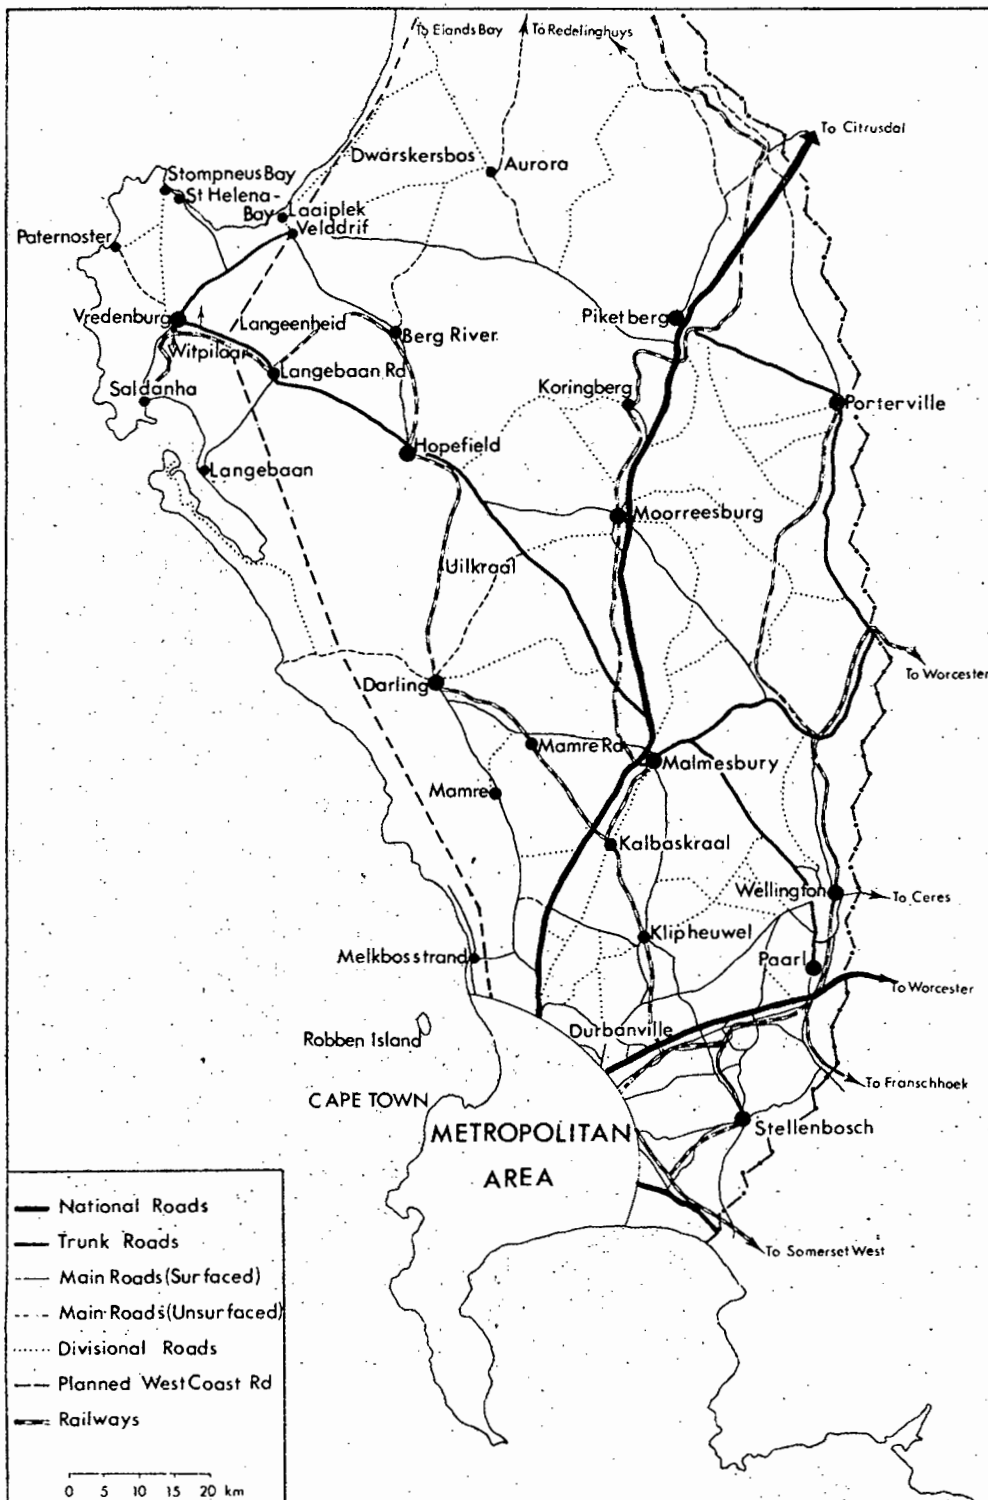 To Elands Bay
To Redelinghuys
To Citrusdal
Dwarskersbos
Aurora
Stompneus Bay
St Helena-
Bay
Laaiplek
Velddrif
Paternoster
Vredenburg
Langeenheid
Berg River
Piketberg
Witpilaar
Langebaan Rd
Saldanha
Koringberg
Porterville
Hopefield
Langebaan
Moorreesburg
Uilkraal
To Worcester
Darling
Mamre Rd
Malmesbury
Mamre
Kalbaskraal
Wellington
To Ceres
Klipheuwel
Melkbosstrand
Paarl
To Worcester
Durbanville
Robben Island
To Franschhoek
CAPE TOWN
METROPOLITAN
AREA
Stellenbosch
To Somerset West
National Roads
Trunk Roads
Main Roads (Surfaced)
Main Roads (Unsurfaced)
Divisional Roads
Planned West Coast Rd
Railways
0 5 10 15 20 km